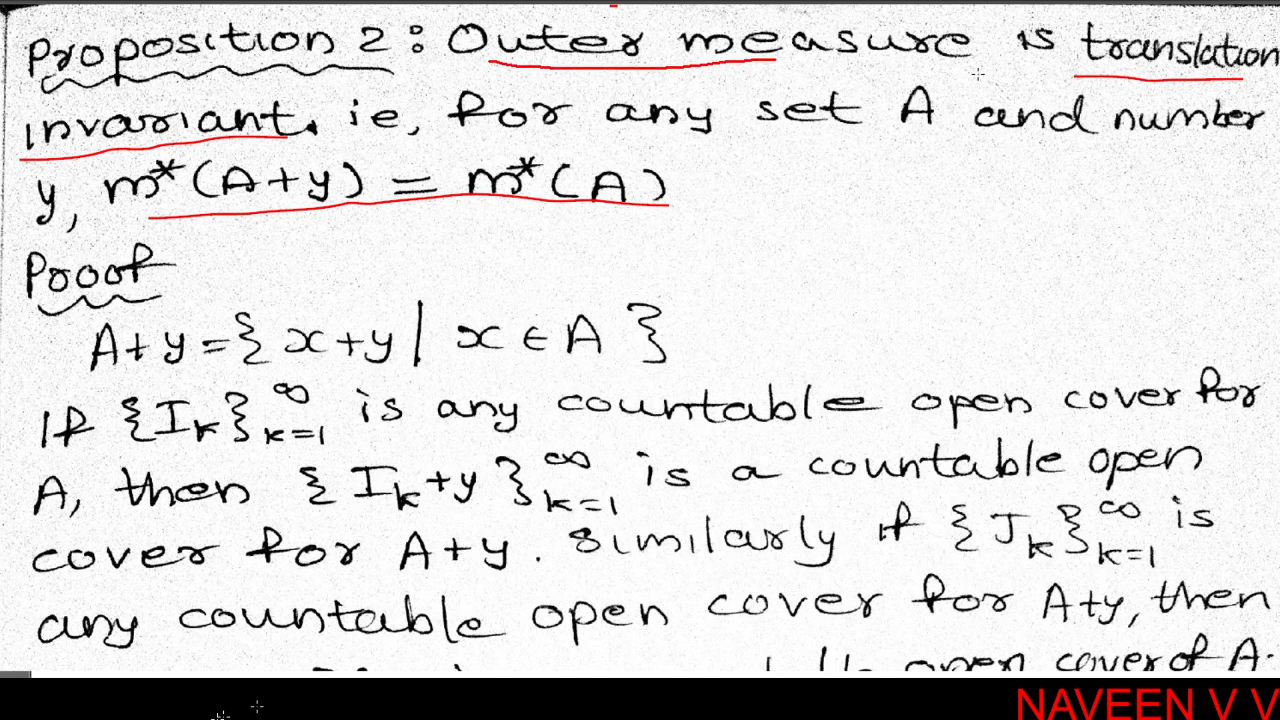 Proposition 2: Outer measure is translation
invariant. ie, for any set A and number
y, m*(A+y) = m*(A)
Proof
A+y={x+y| x∈A }
If {I_k}_{k=1}^∞ is any countable open cover for
A, then {I_k+y}_{k=1}^∞ is a countable open
cover for A+y. Similarly if {J_k}_{k=1}^∞ is
any countable open cover for A+y, then
open cover of A.
NAVEEN V V